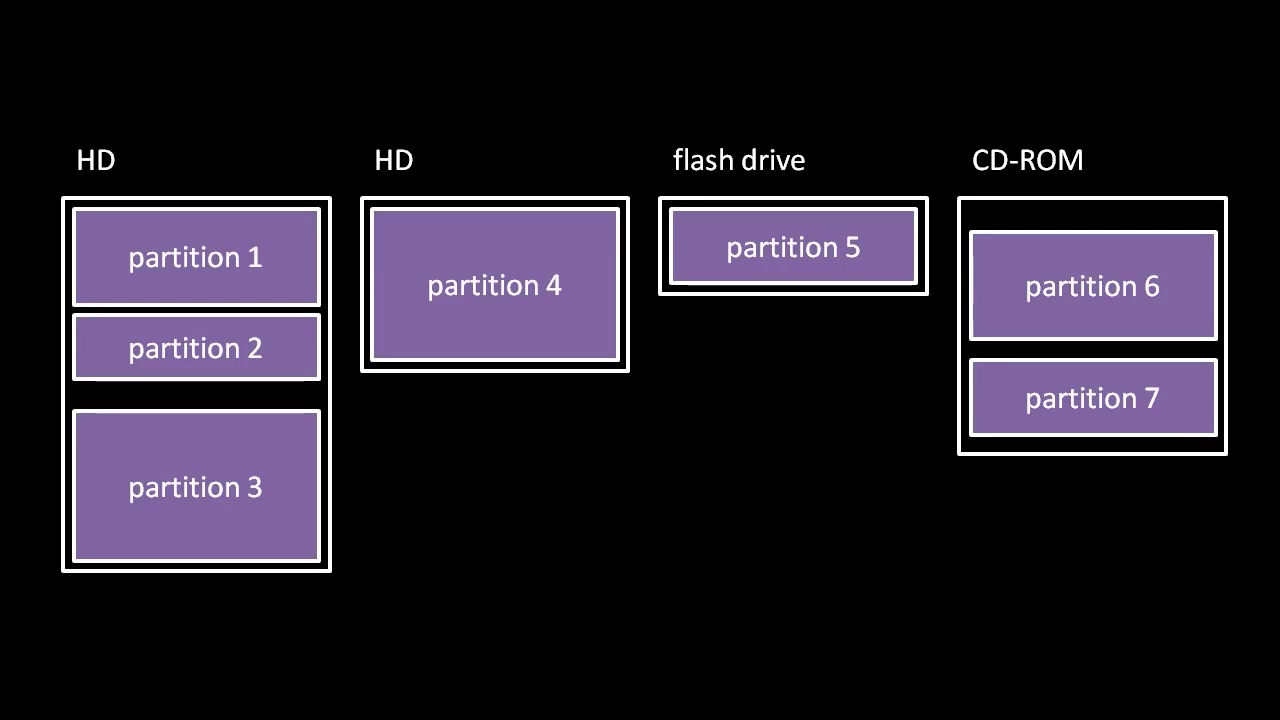 HD
partition 1
partition 2
partition 3
HD
partition 4
flash drive
partition 5
CD-ROM
partition 6
partition 7